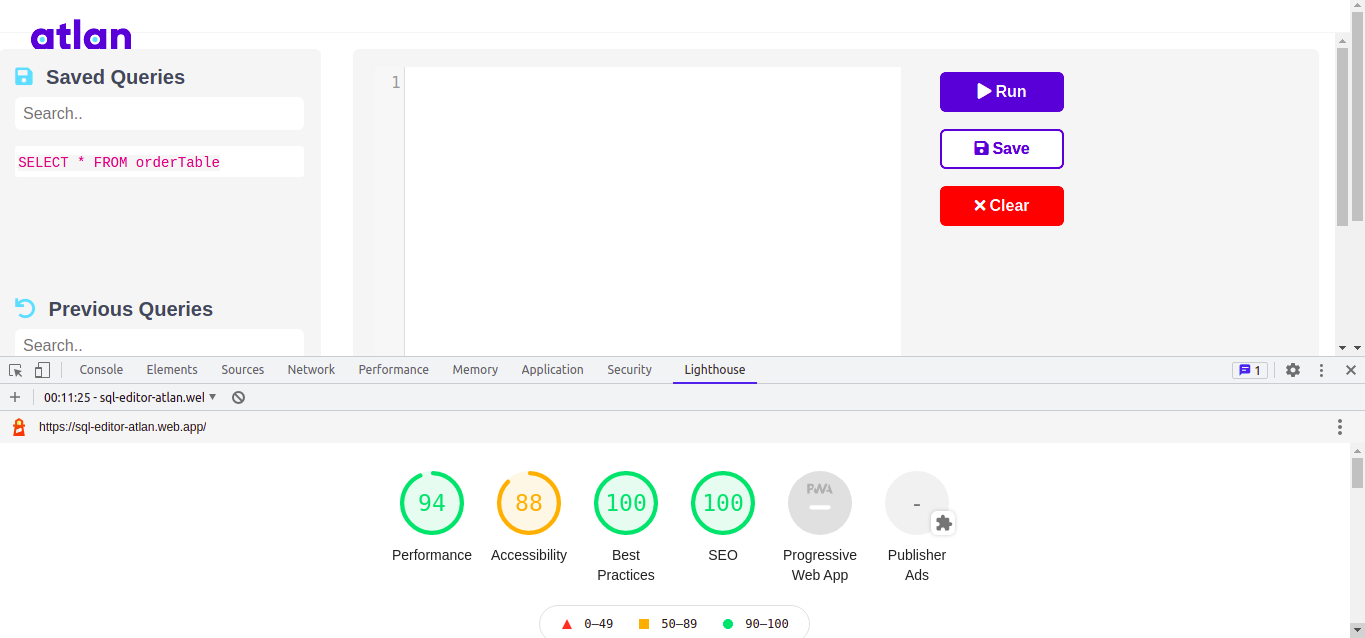 atlan
Saved Queries
Search..
SELECT * FROM orderTable
Previous Queries
Search..
1
Run
Save
Clear
Console Elements Sources Network Performance Memory Application Security Lighthouse 1
00:11:25 - sql-editor-atlan.wel
https://sql-editor-atlan.web.app/
94 88 100 100 PWA -
Performance Accessibility Best Practices SEO Progressive Web App Publisher Ads
0–49 50–89 90–100